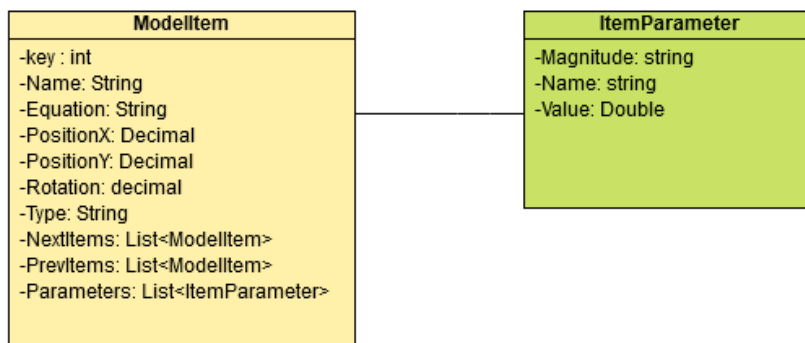 ModelItem
-key : int
-Name: String
-Equation: String
-PositionX: Decimal
-PositionY: Decimal
-Rotation: decimal
-Type: String
-NextItems: List<ModelItem>
-PrevItems: List<ModelItem>
-Parameters: List<ItemParameter>
ItemParameter
-Magnitude: string
-Name: string
-Value: Double